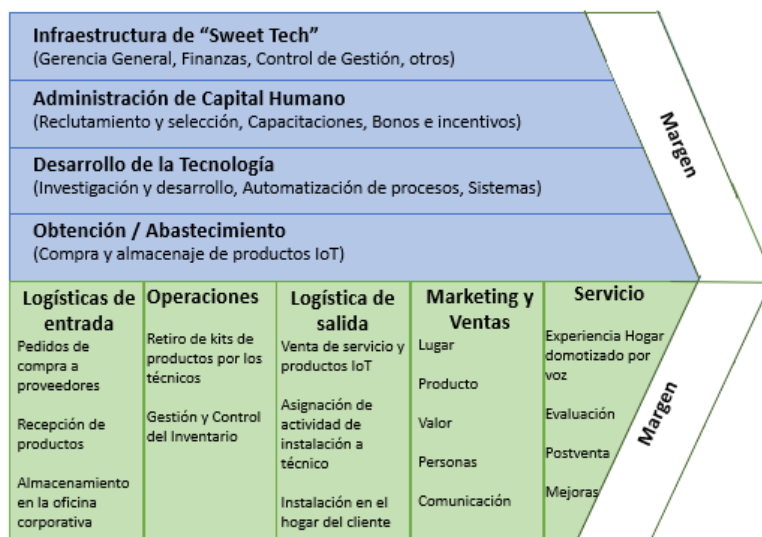 Infraestructura de “Sweet Tech”
(Gerencia General, Finanzas, Control de Gestión, otros)
Administración de Capital Humano
(Reclutamiento y selección, Capacitaciones, Bonos e incentivos)
Desarrollo de la Tecnología
(Investigación y desarrollo, Automatización de procesos, Sistemas)
Obtención / Abastecimiento
(Compra y almacenaje de productos IoT)
Margen
Logísticas de
entrada
Pedidos de
compra a
proveedores
Recepción de
productos
Almacenamiento
en la oficina
corporativa
Operaciones
Retiro de kits de
productos por los
técnicos
Gestión y Control
del Inventario
Logística de
salida
Venta de servicio y
productos IoT
Asignación de
actividad de
instalación a
técnico
Instalación en el
hogar del cliente
Marketing y
Ventas
Lugar
Producto
Valor
Personas
Comunicación
Servicio
Experiencia Hogar
domotizado por
voz
Evaluación
Postventa
Mejoras
Margen